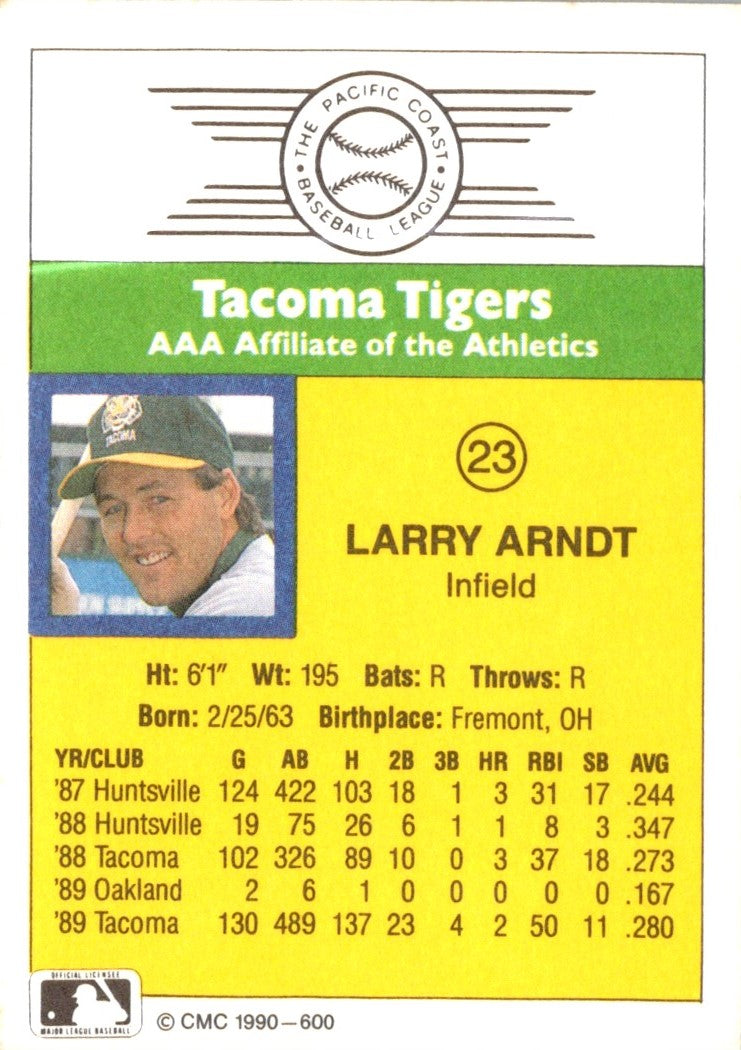 THE PACIFIC COAST
• BASEBALL LEAGUE •
Tacoma Tigers
AAA Affiliate of the Athletics
TACOMA
23
LARRY ARNDT
Infield
Ht: 6'1" Wt: 195 Bats: R Throws: R
Born: 2/25/63 Birthplace: Fremont, OH
YR/CLUB G AB H 2B 3B HR RBI SB AVG
'87 Huntsville 124 422 103 18 1 3 31 17 .244
'88 Huntsville 19 75 26 6 1 1 8 3 .347
'88 Tacoma 102 326 89 10 0 3 37 18 .273
'89 Oakland 2 6 1 0 0 0 0 0 .167
'89 Tacoma 130 489 137 23 4 2 50 11 .280
OFFICIAL LICENSEE
MAJOR LEAGUE BASEBALL
© CMC 1990–600